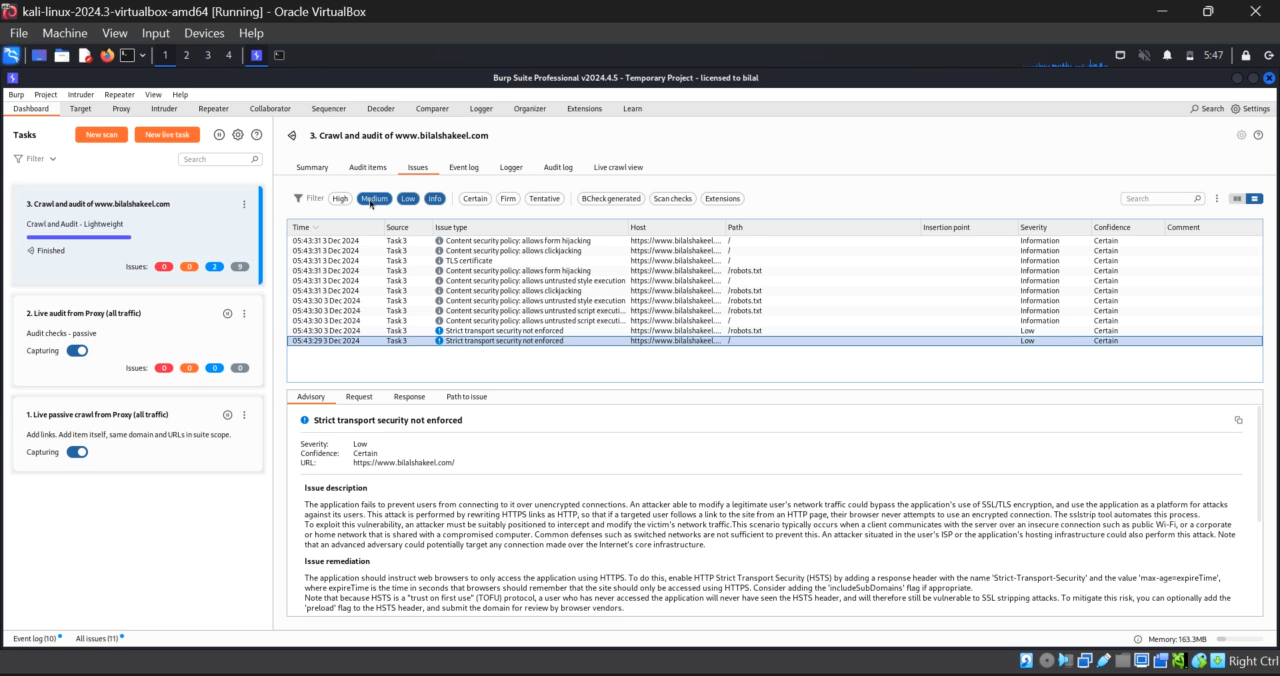 kali-linux-2024.3-virtualbox-amd64 [Running] - Oracle VirtualBox
File Machine View Input Devices Help
1 2 3 4 5:47
Burp Suite Professional v2024.4.5 - Temporary Project - licensed to bilal
Burp Project Intruder Repeater View Help
Dashboard Target Proxy Intruder Repeater Collaborator Sequencer Decoder Comparer Logger Organizer Extensions Learn Search Settings
Tasks New scan New live task
Filter Search
3. Crawl and audit of www.bilalshakeel.com
Crawl and Audit - Lightweight
Finished
Issues: 0 0 2 9
2. Live audit from Proxy (all traffic)
Audit checks - passive
Capturing
Issues: 0 0 0 0
1. Live passive crawl from Proxy (all traffic)
Add links. Add item itself, same domain and URLs in suite scope.
Capturing
3. Crawl and audit of www.bilalshakeel.com
Summary Audit items Issues Event log Logger Audit log Live crawl view
Filter High Medium Low Info Certain Firm Tentative BCheck generated Scan checks Extensions Search
Time Source Issue type Host Path Insertion point Severity Confidence Comment
05:43:31 3 Dec 2024 Task 3 Content security policy: allows form hijacking https://www.bilalshakeel.... / Information Certain
05:43:31 3 Dec 2024 Task 3 Content security policy: allows clickjacking https://www.bilalshakeel.... / Information Certain
05:43:31 3 Dec 2024 Task 3 TLS certificate https://www.bilalshakeel.... / Information Certain
05:43:31 3 Dec 2024 Task 3 Content security policy: allows form hijacking https://www.bilalshakeel.... /robots.txt Information Certain
05:43:31 3 Dec 2024 Task 3 Content security policy: allows untrusted style execution https://www.bilalshakeel.... / Information Certain
05:43:31 3 Dec 2024 Task 3 Content security policy: allows clickjacking https://www.bilalshakeel.... /robots.txt Information Certain
05:43:30 3 Dec 2024 Task 3 Content security policy: allows untrusted style execution https://www.bilalshakeel.... /robots.txt Information Certain
05:43:30 3 Dec 2024 Task 3 Content security policy: allows untrusted script executi... https://www.bilalshakeel.... /robots.txt Information Certain
05:43:30 3 Dec 2024 Task 3 Content security policy: allows untrusted script executi... https://www.bilalshakeel.... / Information Certain
05:43:30 3 Dec 2024 Task 3 Strict transport security not enforced https://www.bilalshakeel.... /robots.txt Low Certain
05:43:29 3 Dec 2024 Task 3 Strict transport security not enforced https://www.bilalshakeel.... / Low Certain
Advisory Request Response Path to issue
Strict transport security not enforced
Severity: Low
Confidence: Certain
URL: https://www.bilalshakeel.com/
Issue description
The application fails to prevent users from connecting to it over unencrypted connections. An attacker able to modify a legitimate user's network traffic could bypass the application's use of SSL/TLS encryption, and use the application as a platform for attacks
against its users. This attack is performed by rewriting HTTPS links as HTTP, so that if a targeted user follows a link to the site from an HTTP page, their browser never attempts to use an encrypted connection. The sslstrip tool automates this process.
To exploit this vulnerability, an attacker must be suitably positioned to intercept and modify the victim's network traffic.This scenario typically occurs when a client communicates with the server over an insecure connection such as public Wi-Fi, or a corporate
or home network that is shared with a compromised computer. Common defenses such as switched networks are not sufficient to prevent this. An attacker situated in the user's ISP or the application's hosting infrastructure could also perform this attack. Note
that an advanced adversary could potentially target any connection made over the Internet's core infrastructure.
Issue remediation
The application should instruct web browsers to only access the application using HTTPS. To do this, enable HTTP Strict Transport Security (HSTS) by adding a response header with the name 'Strict-Transport-Security' and the value 'max-age=expireTime',
where expireTime is the time in seconds that browsers should remember that the site should only be accessed using HTTPS. Consider adding the 'includeSubDomains' flag if appropriate.
Note that because HSTS is a "trust on first use" (TOFU) protocol, a user who has never accessed the application will never have seen the HSTS header, and will therefore still be vulnerable to SSL stripping attacks. To mitigate this risk, you can optionally add the
'preload' flag to the HSTS header, and submit the domain for review by browser vendors.
Event log (10) All issues (11) Memory: 163.3MB
Right Ctrl